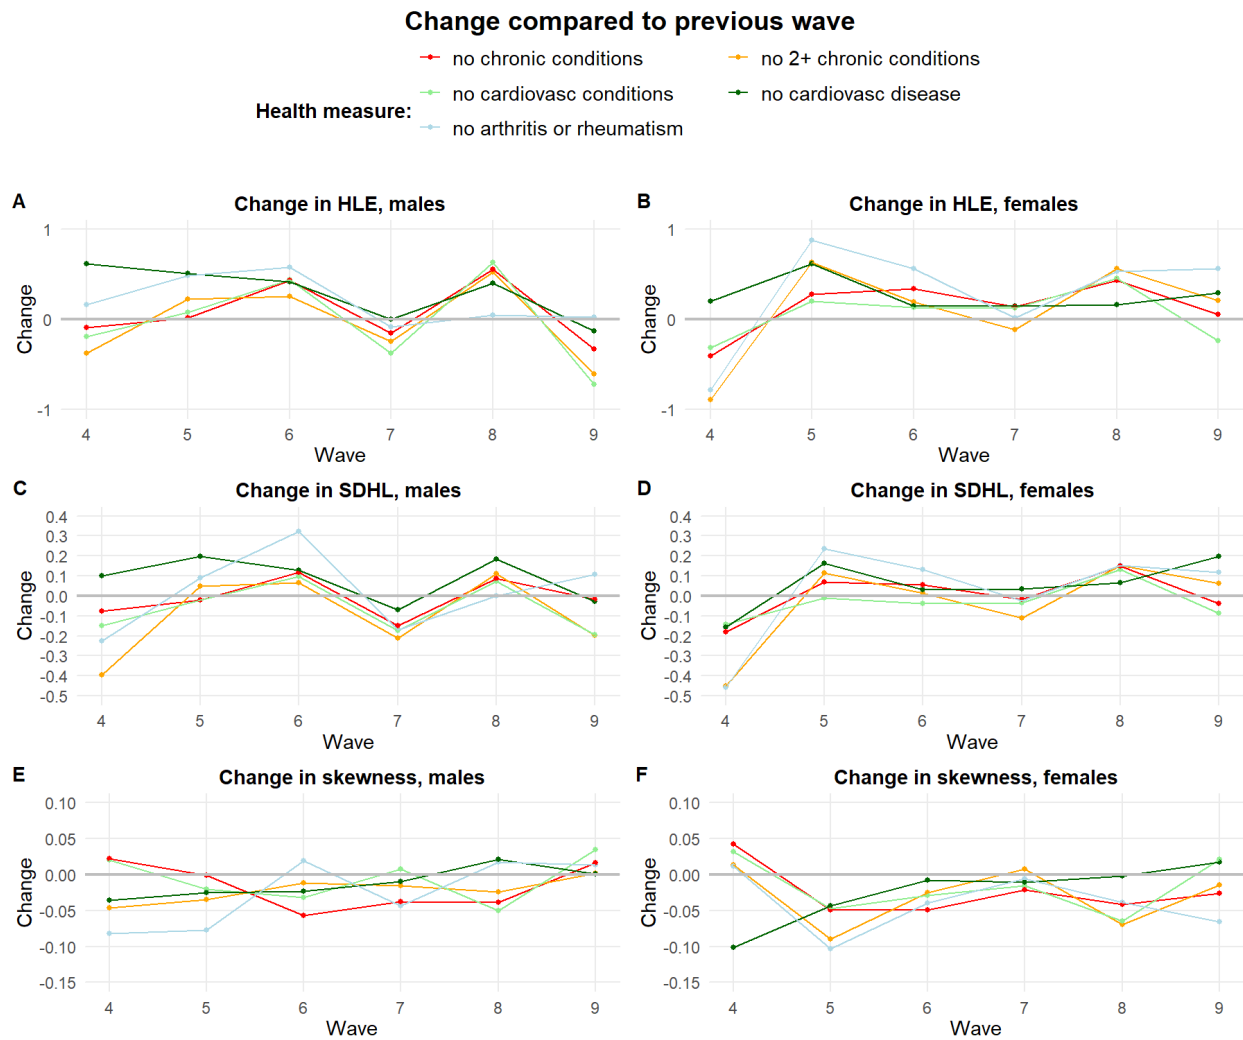 Change compared to previous wave
Health measure:
no chronic conditions
no 2+ chronic conditions
no cardiovasc conditions
no cardiovasc disease
no arthritis or rheumatism
A
Change in HLE, males
Change
1
0
-1
4 5 6 7 8 9
Wave
B
Change in HLE, females
Change
1
0
-1
4 5 6 7 8 9
Wave
C
Change in SDHL, males
Change
0.4
0.3
0.2
0.1
0.0
-0.1
-0.2
-0.3
-0.4
-0.5
4 5 6 7 8 9
Wave
D
Change in SDHL, females
Change
0.4
0.3
0.2
0.1
0.0
-0.1
-0.2
-0.3
-0.4
-0.5
4 5 6 7 8 9
Wave
E
Change in skewness, males
Change
0.10
0.05
0.00
-0.05
-0.10
-0.15
4 5 6 7 8 9
Wave
F
Change in skewness, females
Change
0.10
0.05
0.00
-0.05
-0.10
-0.15
4 5 6 7 8 9
Wave